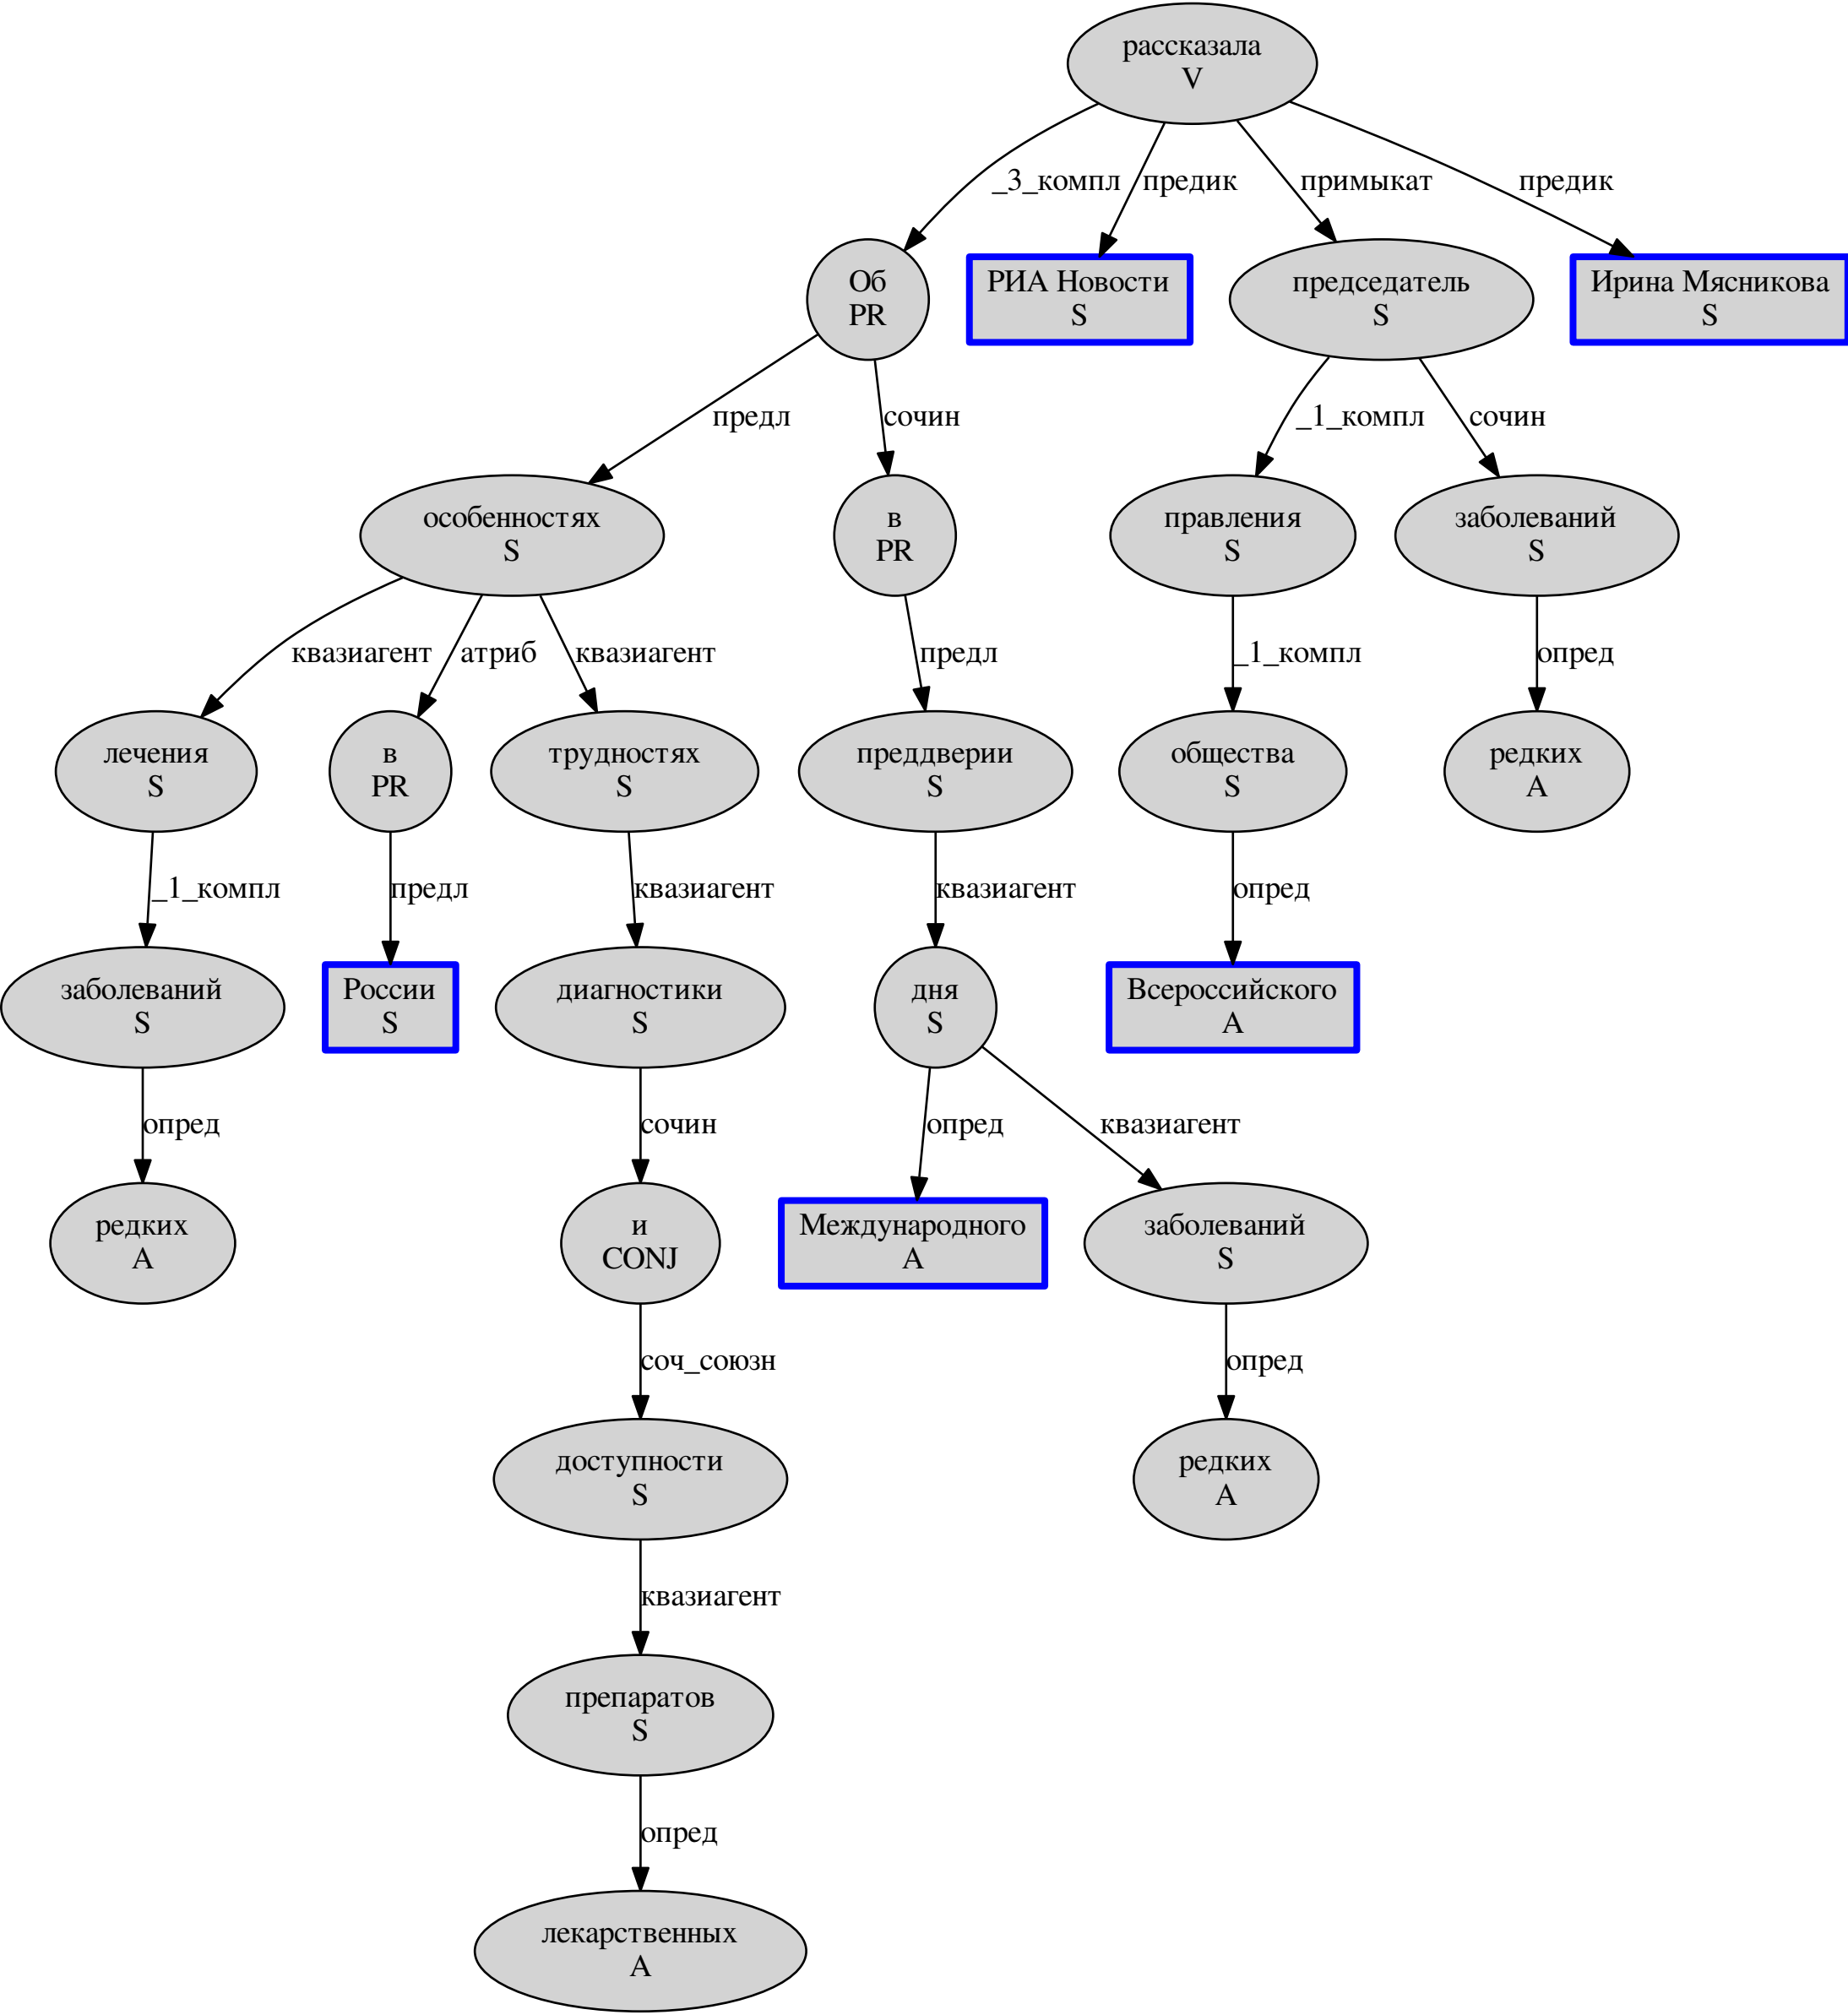 рассказала
V
_3_компл
предик
примыкат
предик
Об
PR
РИА Новости
S
председатель
S
Ирина Мясникова
S
предл
сочин
_1_компл
сочин
особенностях
S
в
PR
правления
S
заболеваний
S
квазиагент
атриб
квазиагент
предл
_1_компл
опред
лечения
S
в
PR
трудностях
S
преддверии
S
общества
S
редких
A
_1_компл
предл
квазиагент
квазиагент
опред
заболеваний
S
России
S
диагностики
S
дня
S
Всероссийского
A
опред
сочин
опред
квазиагент
редких
A
и
CONJ
Международного
A
заболеваний
S
соч_союзн
опред
доступности
S
редких
A
квазиагент
препаратов
S
опред
лекарственных
A